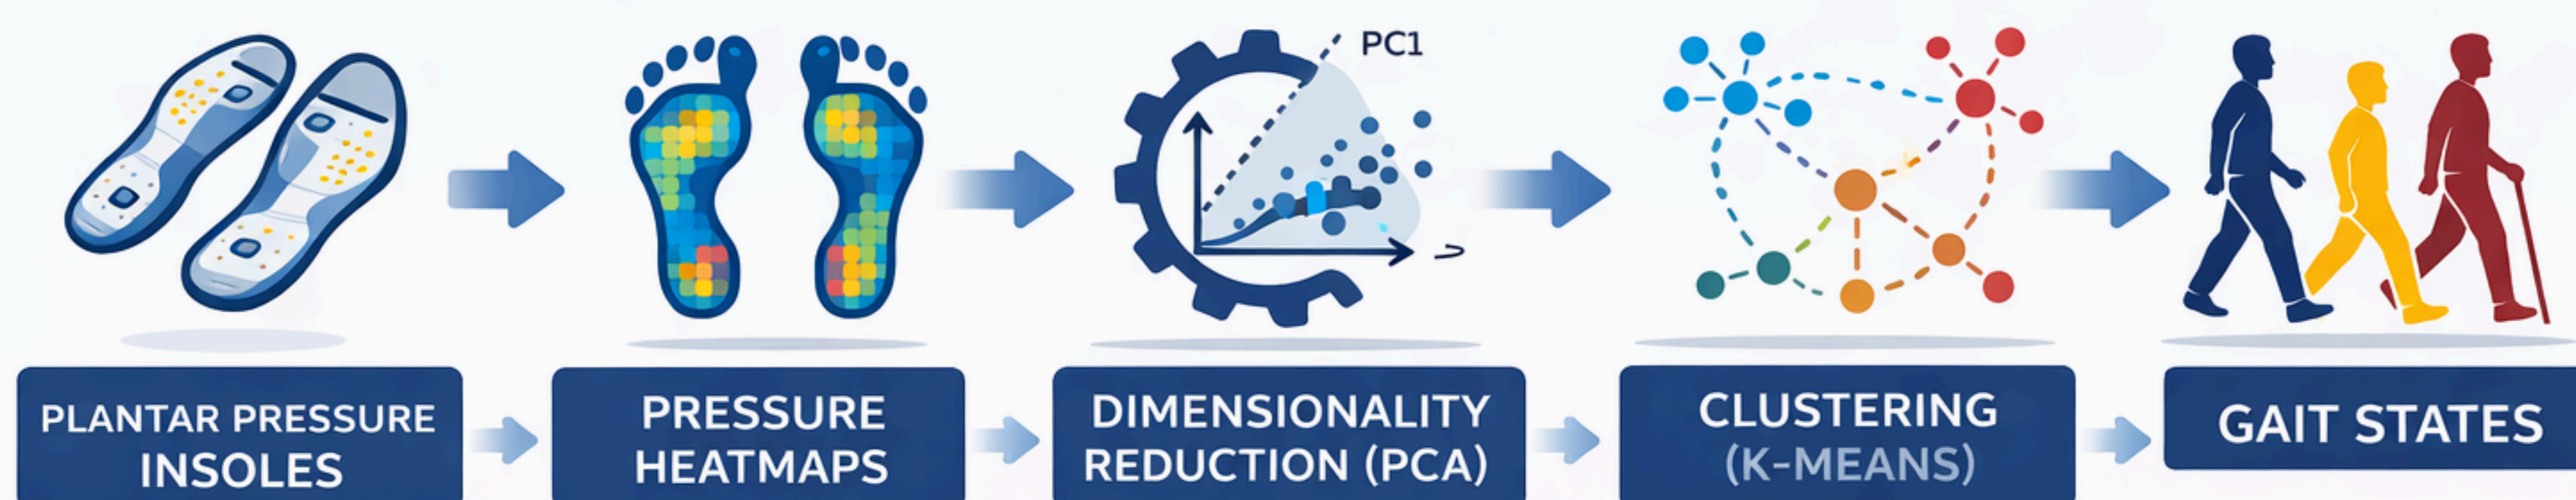 PC1
PLANTAR PRESSURE
INSOLES
PRESSURE
HEATMAPS
DIMENSIONALITY
REDUCTION (PCA)
CLUSTERING
(K-MEANS)
GAIT STATES